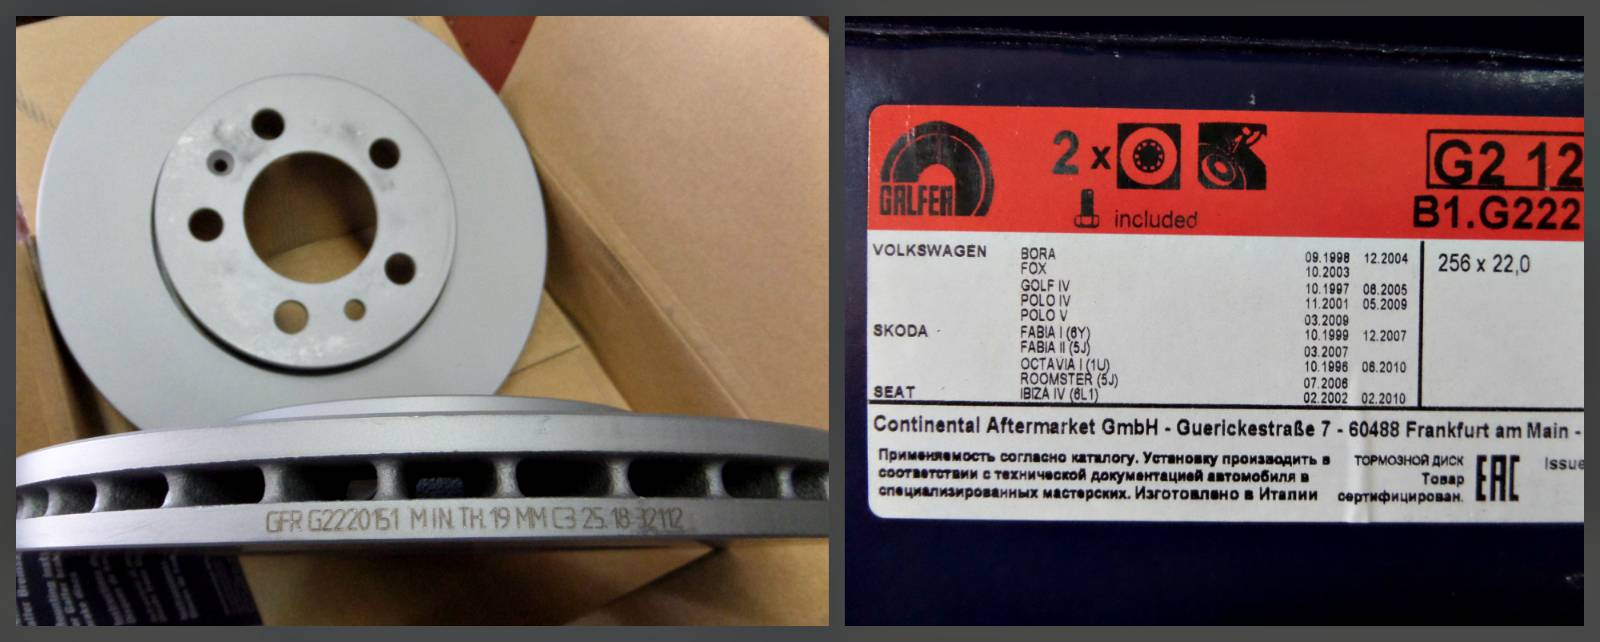 GFR G2220151 MIN. TH. 19 MM C3 25.18 32112
GALFER
2 x
included
G2 12
B1.G222
VOLKSWAGEN BORA 09.1998 12.2004
FOX 10.2003
GOLF IV 10.1997 08.2005
POLO IV 11.2001 05.2009
POLO V 03.2009
SKODA FABIA I (6Y) 10.1999 12.2007
FABIA II (5J) 03.2007
OCTAVIA I (1U) 10.1996 08.2010
ROOMSTER (5J) 07.2006
SEAT IBIZA IV (6L1) 02.2002 02.2010
256 x 22,0
Continental Aftermarket GmbH - Guerickestraße 7 - 60488 Frankfurt am Main -
Применяемость согласно каталогу. Установку производить в
соответствии с технической документацией автомобиля в
специализированных мастерских. Изготовлено в Италии
ТОРМОЗНОЙ ДИСК
Товар
сертифицирован.
EAC
Issue